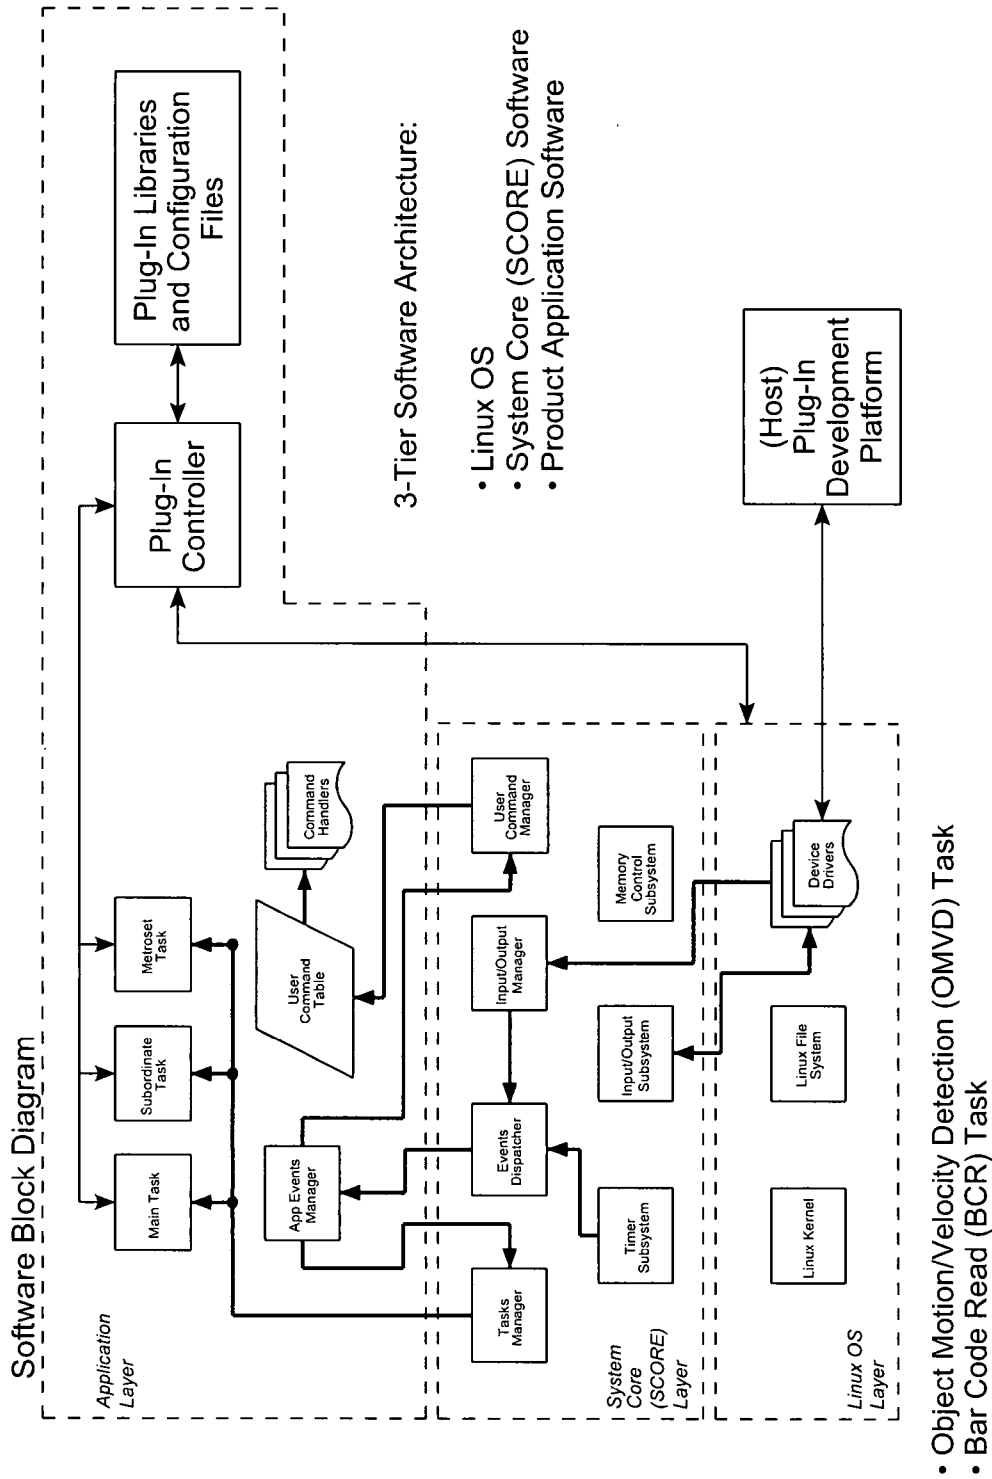 Software Block Diagram
Application
Layer
Main Task
Subordinate
Task
Metroset
Task
Plug-In
Controller
Plug-In Libraries
and Configuration
Files
App Events
Manager
User
Command
Table
Command
Handlers
3-Tier Software Architecture:
• Linux OS
• System Core (SCORE) Software
• Product Application Software
Tasks
Manager
Events
Dispatcher
Input/Output
Manager
User
Command
Manager
System
Core
(SCORE)
Layer
Timer
Subsystem
Input/Output
Subsystem
Memory
Control
Subsystem
Linux OS
Layer
Linux Kernel
Linux File
System
Device
Drivers
(Host)
Plug-In
Development
Platform
• Object Motion/Velocity Detection (OMVD) Task
• Bar Code Read (BCR) Task